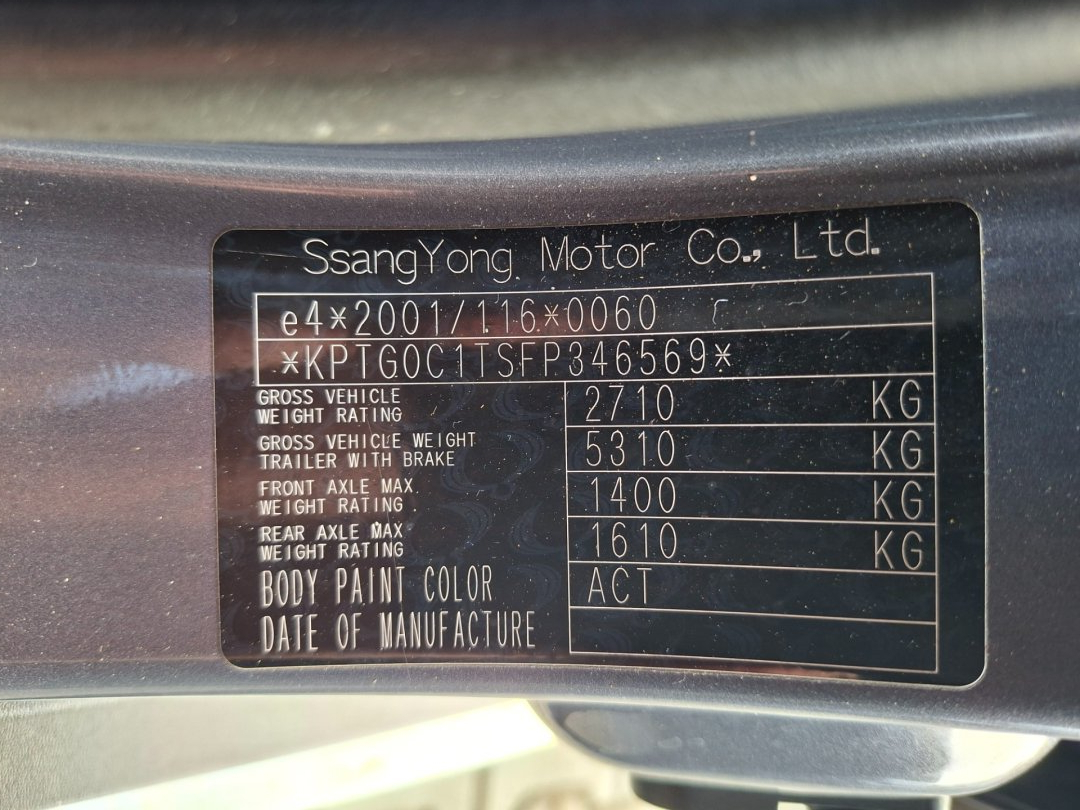 SsangYong Motor Co., Ltd.
e4*2001/116*0060
*KPTG0C1TSFP346569*
GROSS VEHICLE
WEIGHT RATING
2710 KG
GROSS VEHICLE WEIGHT
TRAILER WITH BRAKE
5310 KG
FRONT AXLE MAX.
WEIGHT RATING
1400 KG
REAR AXLE MAX
WEIGHT RATING
1610 KG
BODY PAINT COLOR
ACT
DATE OF MANUFACTURE